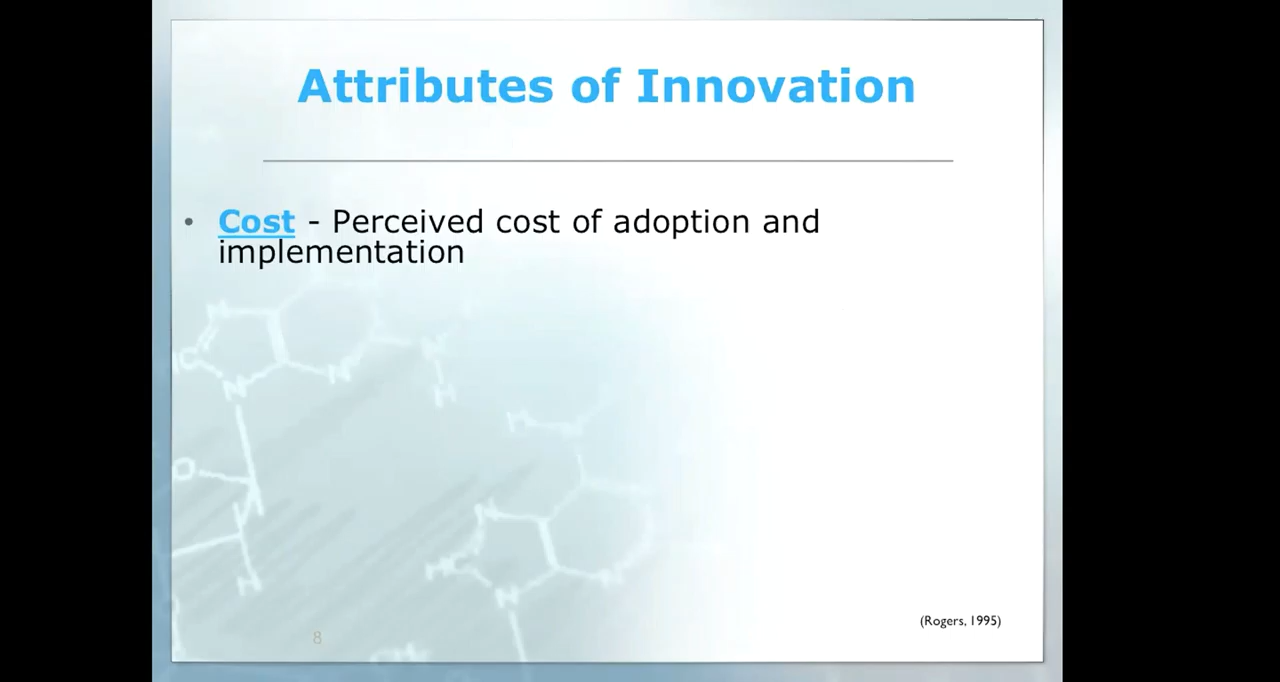 Attributes of Innovation
• Cost - Perceived cost of adoption and
implementation
(Rogers, 1995)
8